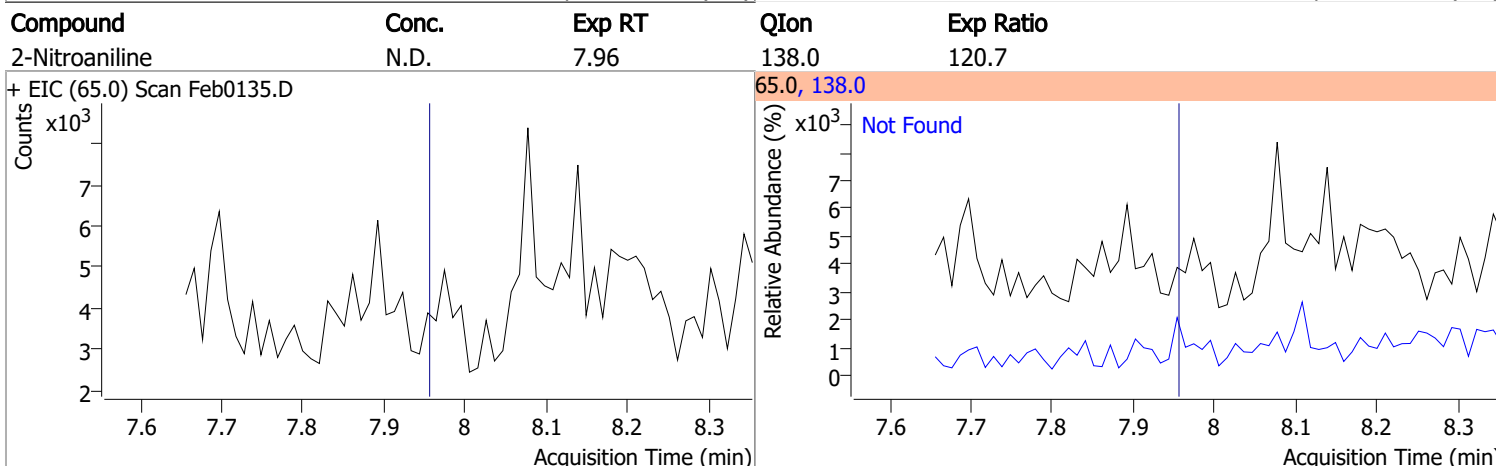 Compound Conc. Exp RT QIon Exp Ratio
2-Nitroaniline N.D. 7.96 138.0 120.7
+ EIC (65.0) Scan Feb0135.D
Counts
x10³
7
6
5
4
3
2
7.6 7.7 7.8 7.9 8 8.1 8.2 8.3
Acquisition Time (min)
65.0, 138.0
Relative Abundance (%)
x10³
Not Found
7
6
5
4
3
2
1
0
7.6 7.7 7.8 7.9 8 8.1 8.2 8.3
Acquisition Time (min)